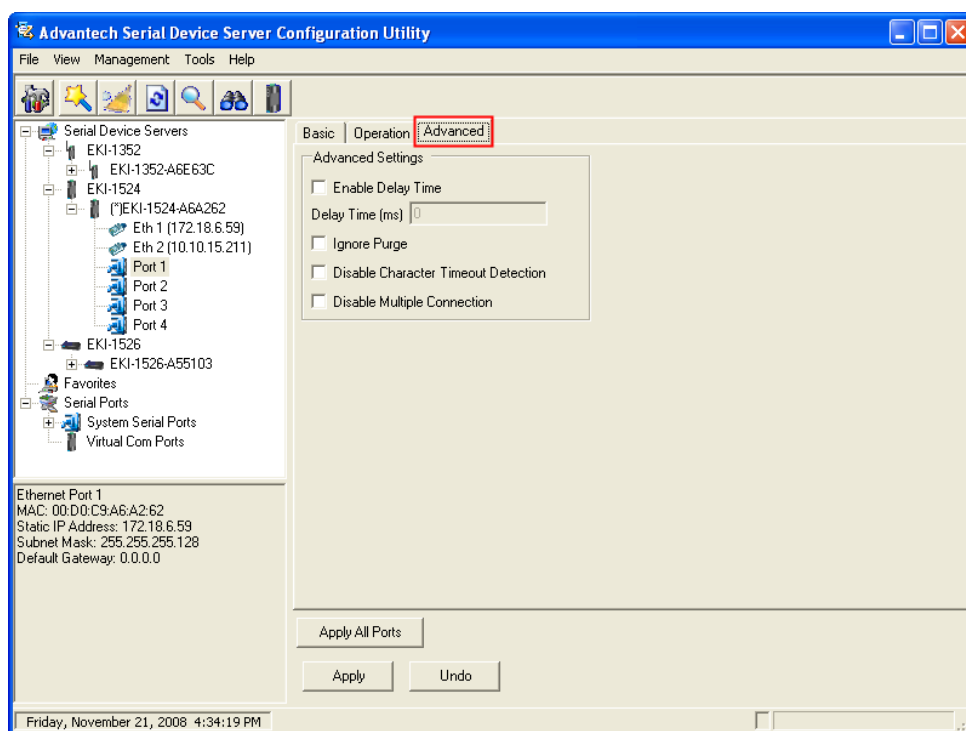 Advantech Serial Device Server Configuration Utility
File View Management Tools Help
Serial Device Servers
EKI-1352
EKI-1352-A6E63C
EKI-1524
(*)EKI-1524-A6A262
Eth 1 (172.18.6.59)
Eth 2 (10.10.15.211)
Port 1
Port 2
Port 3
Port 4
EKI-1526
EKI-1526-A55103
Favorites
Serial Ports
System Serial Ports
Virtual Com Ports
Ethernet Port 1
MAC: 00:D0:C9:A6:A2:62
Static IP Address: 172.18.6.59
Subnet Mask: 255.255.255.128
Default Gateway: 0.0.0.0
Basic Operation Advanced
Advanced Settings
Enable Delay Time
Delay Time (ms) 0
Ignore Purge
Disable Character Timeout Detection
Disable Multiple Connection
Apply All Ports
Apply Undo
Friday, November 21, 2008 4:34:19 PM